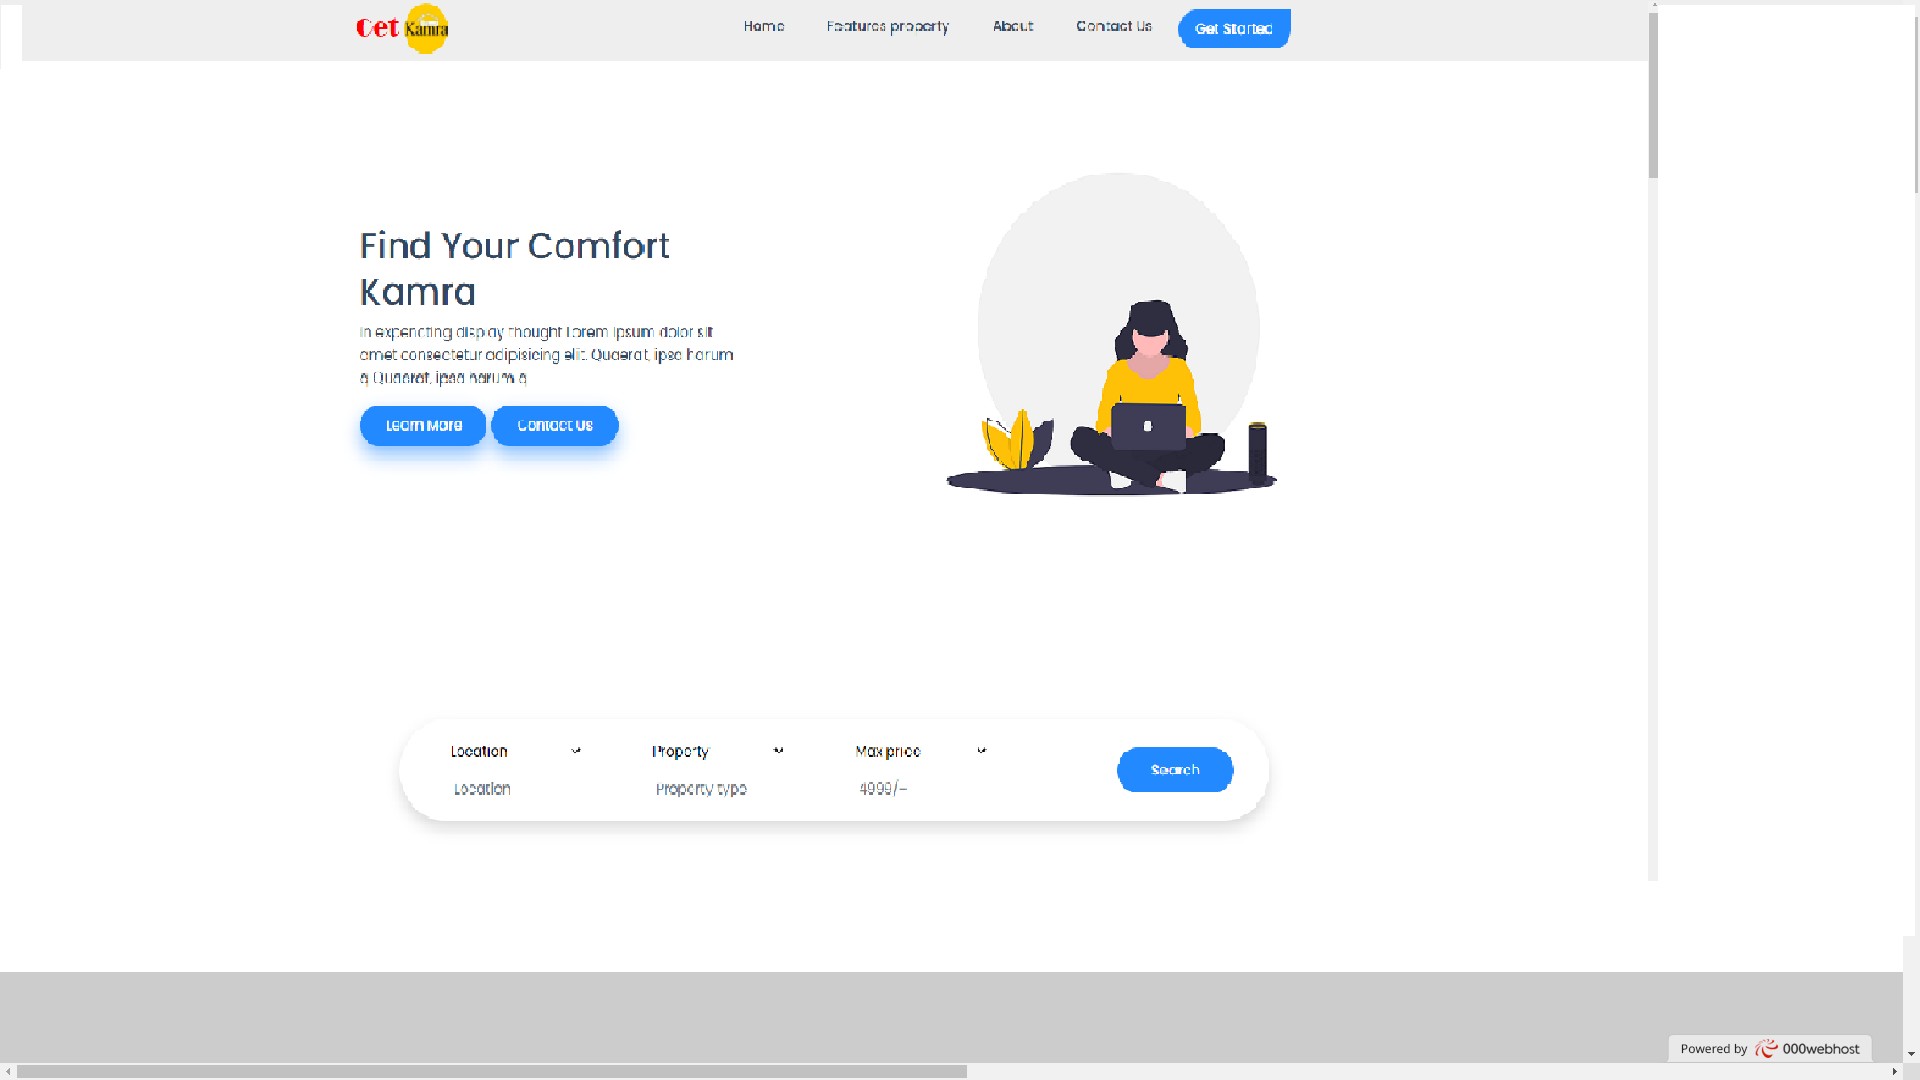 Get Kamra
Home Features property About Contact Us Get Started
Find Your Comfort
Kamra
In expencting display thought Lorem ipsum dolor sit
amet consectetur adipisicing elit. Quaerat, ipsa harum
q Quaerat, ipsa harum q
Learn More Contact Us
Location Property Max price
Location Property type 4999/-
Search
Powered by 000webhost